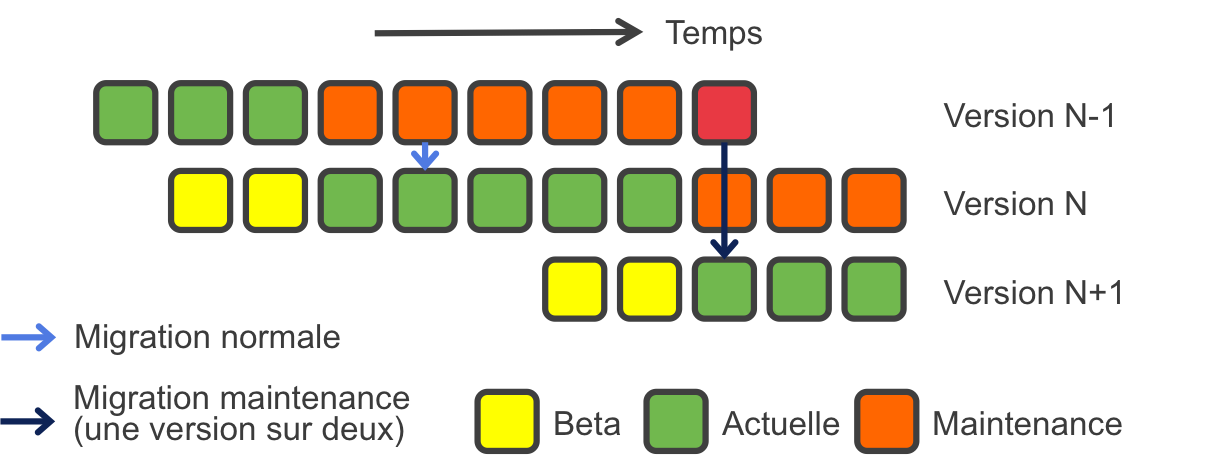 Temps
Version N-1
Version N
Version N+1
Migration normale
Migration maintenance
(une version sur deux)
Beta
Actuelle
Maintenance